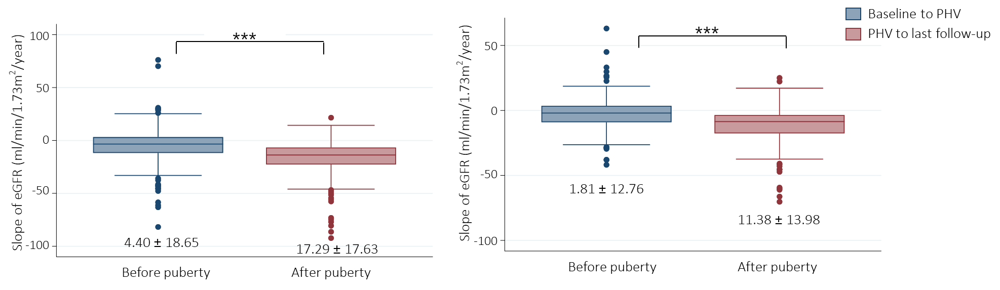 Slope of eGFR (ml/min/1.73m²/year)
100
50
0
-50
-100
***
4.40 ± 18.65
17.29 ± 17.63
Before puberty
After puberty
Slope of eGFR (ml/min/1.73m²/year)
50
0
-50
-100
***
1.81 ± 12.76
11.38 ± 13.98
Before puberty
After puberty
Baseline to PHV
PHV to last follow-up